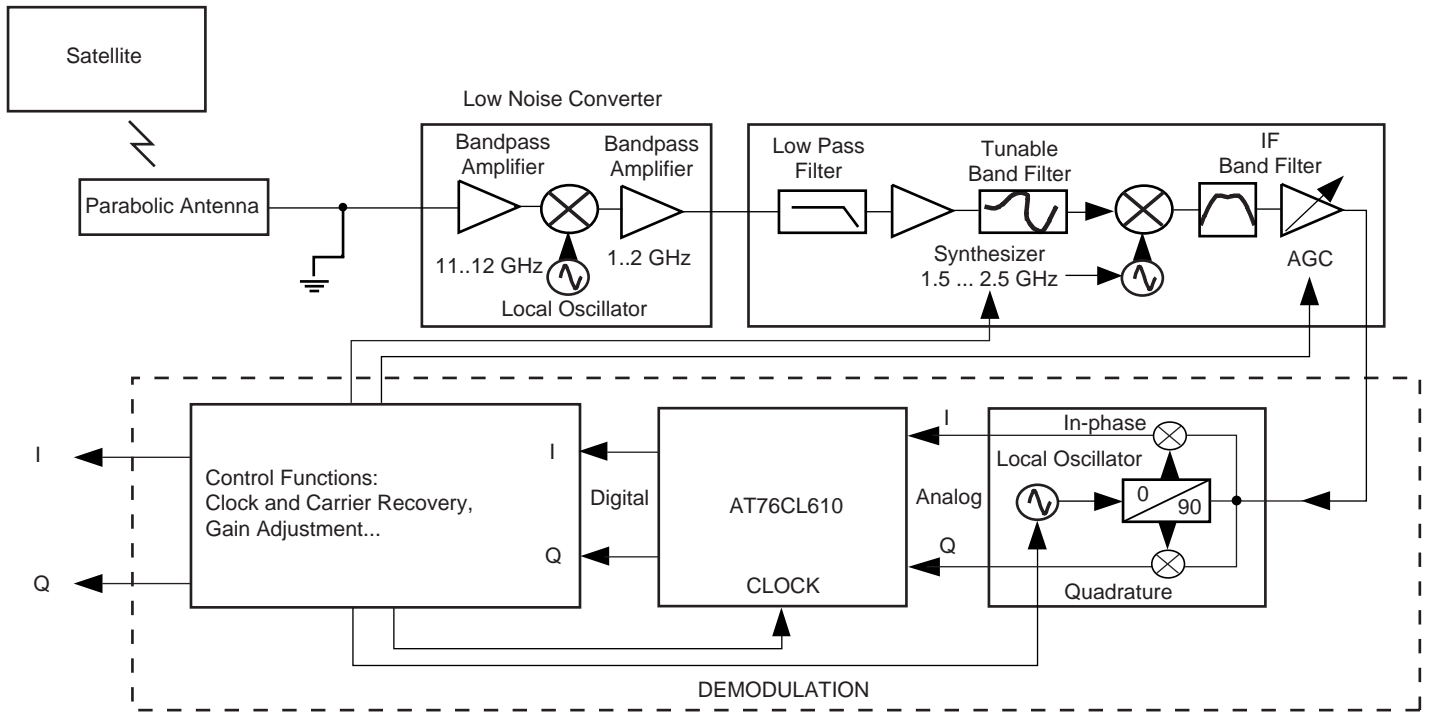 Satellite
Parabolic Antenna
Low Noise Converter
Bandpass
Amplifier
Bandpass
Amplifier
11..12 GHz
1..2 GHz
Local Oscillator
Low Pass
Filter
Tunable
Band Filter
IF
Band Filter
Synthesizer
1.5 ... 2.5 GHz
AGC
I
Q
Control Functions:
Clock and Carrier Recovery,
Gain Adjustment...
I
Digital
Q
AT76CL610
CLOCK
I
Analog
Q
In-phase
Local Oscillator
0
90
Quadrature
DEMODULATION